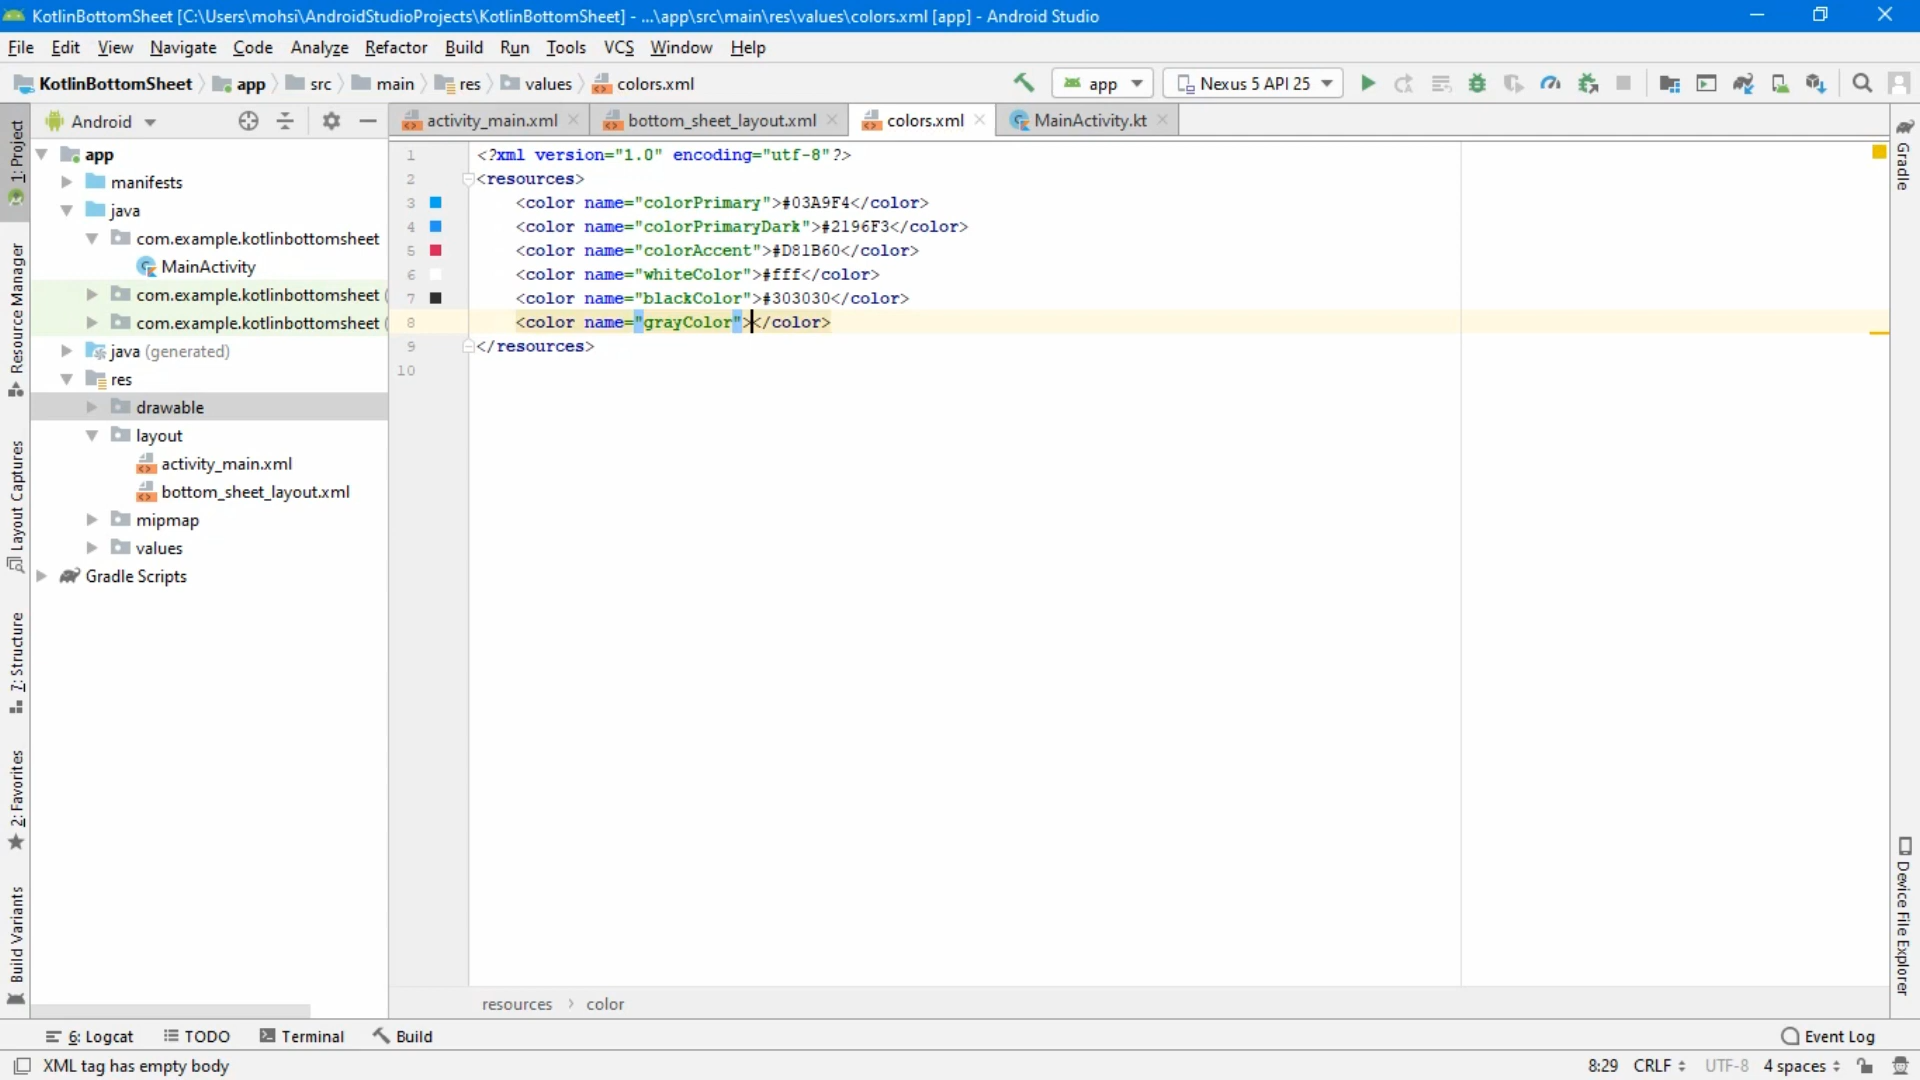 KotlinBottomSheet [C:\Users\mohsi\AndroidStudioProjects\KotlinBottomSheet] - ...\app\src\main\res\values\colors.xml [app] - Android Studio
File Edit View Navigate Code Analyze Refactor Build Run Tools VCS Window Help
KotlinBottomSheet app src main res values colors.xml app Nexus 5 API 25
Android activity_main.xml bottom_sheet_layout.xml colors.xml MainActivity.kt
1: Project
Resource Manager
Layout Captures
7: Structure
2: Favorites
Build Variants
app
manifests
java
com.example.kotlinbottomsheet
MainActivity
com.example.kotlinbottomsheet (
com.example.kotlinbottomsheet (
java (generated)
res
drawable
layout
activity_main.xml
bottom_sheet_layout.xml
mipmap
values
Gradle Scripts
1 <?xml version="1.0" encoding="utf-8"?>
2 <resources>
3 <color name="colorPrimary">#03A9F4</color>
4 <color name="colorPrimaryDark">#2196F3</color>
5 <color name="colorAccent">#D81B60</color>
6 <color name="whiteColor">#fff</color>
7 <color name="blackColor">#303030</color>
8 <color name="grayColor"></color>
9 </resources>
10
Gradle
Device File Explorer
resources › color
6: Logcat TODO Terminal Build Event Log
XML tag has empty body 8:29 CRLF UTF-8 4 spaces